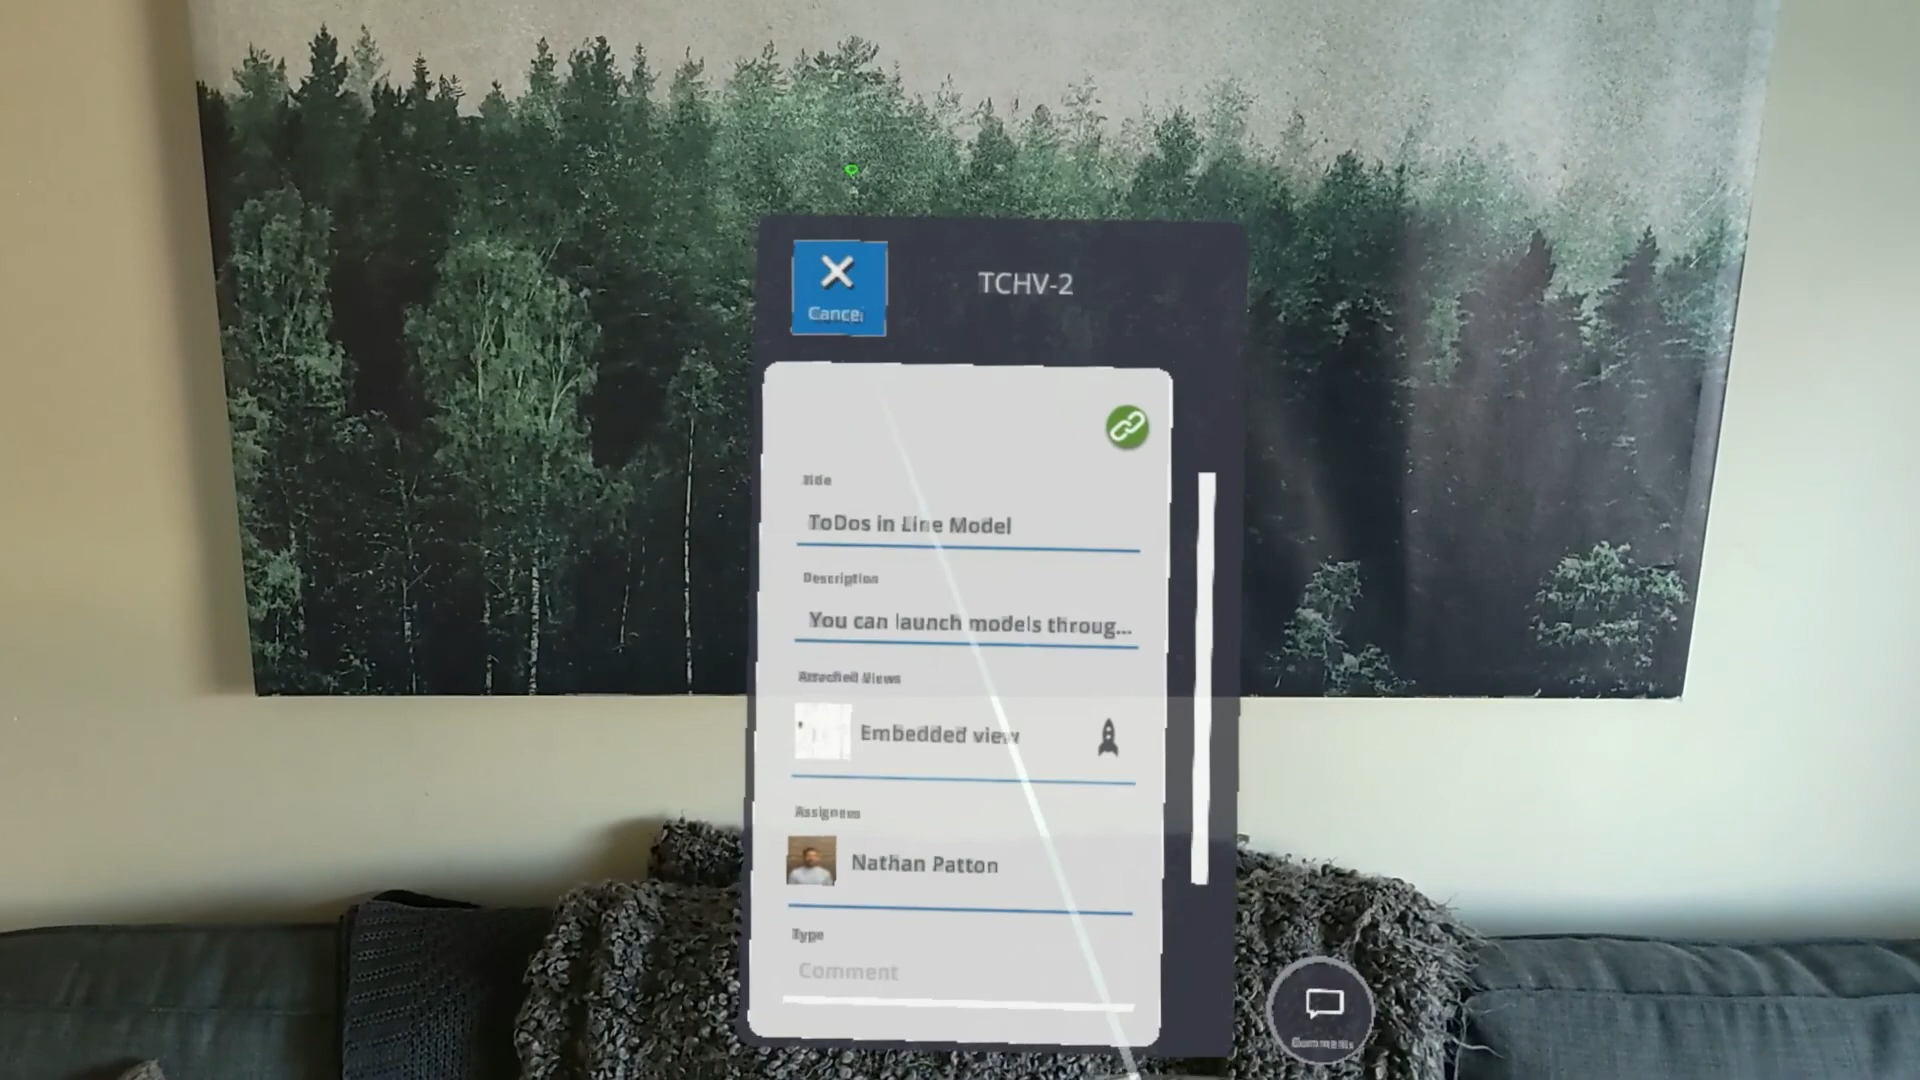 Cancel
TCHV-2
Title
ToDos in Line Model
Description
You can launch models throug...
Attached Views
Embedded view
Assignees
Nathan Patton
Type
Comment
Comments